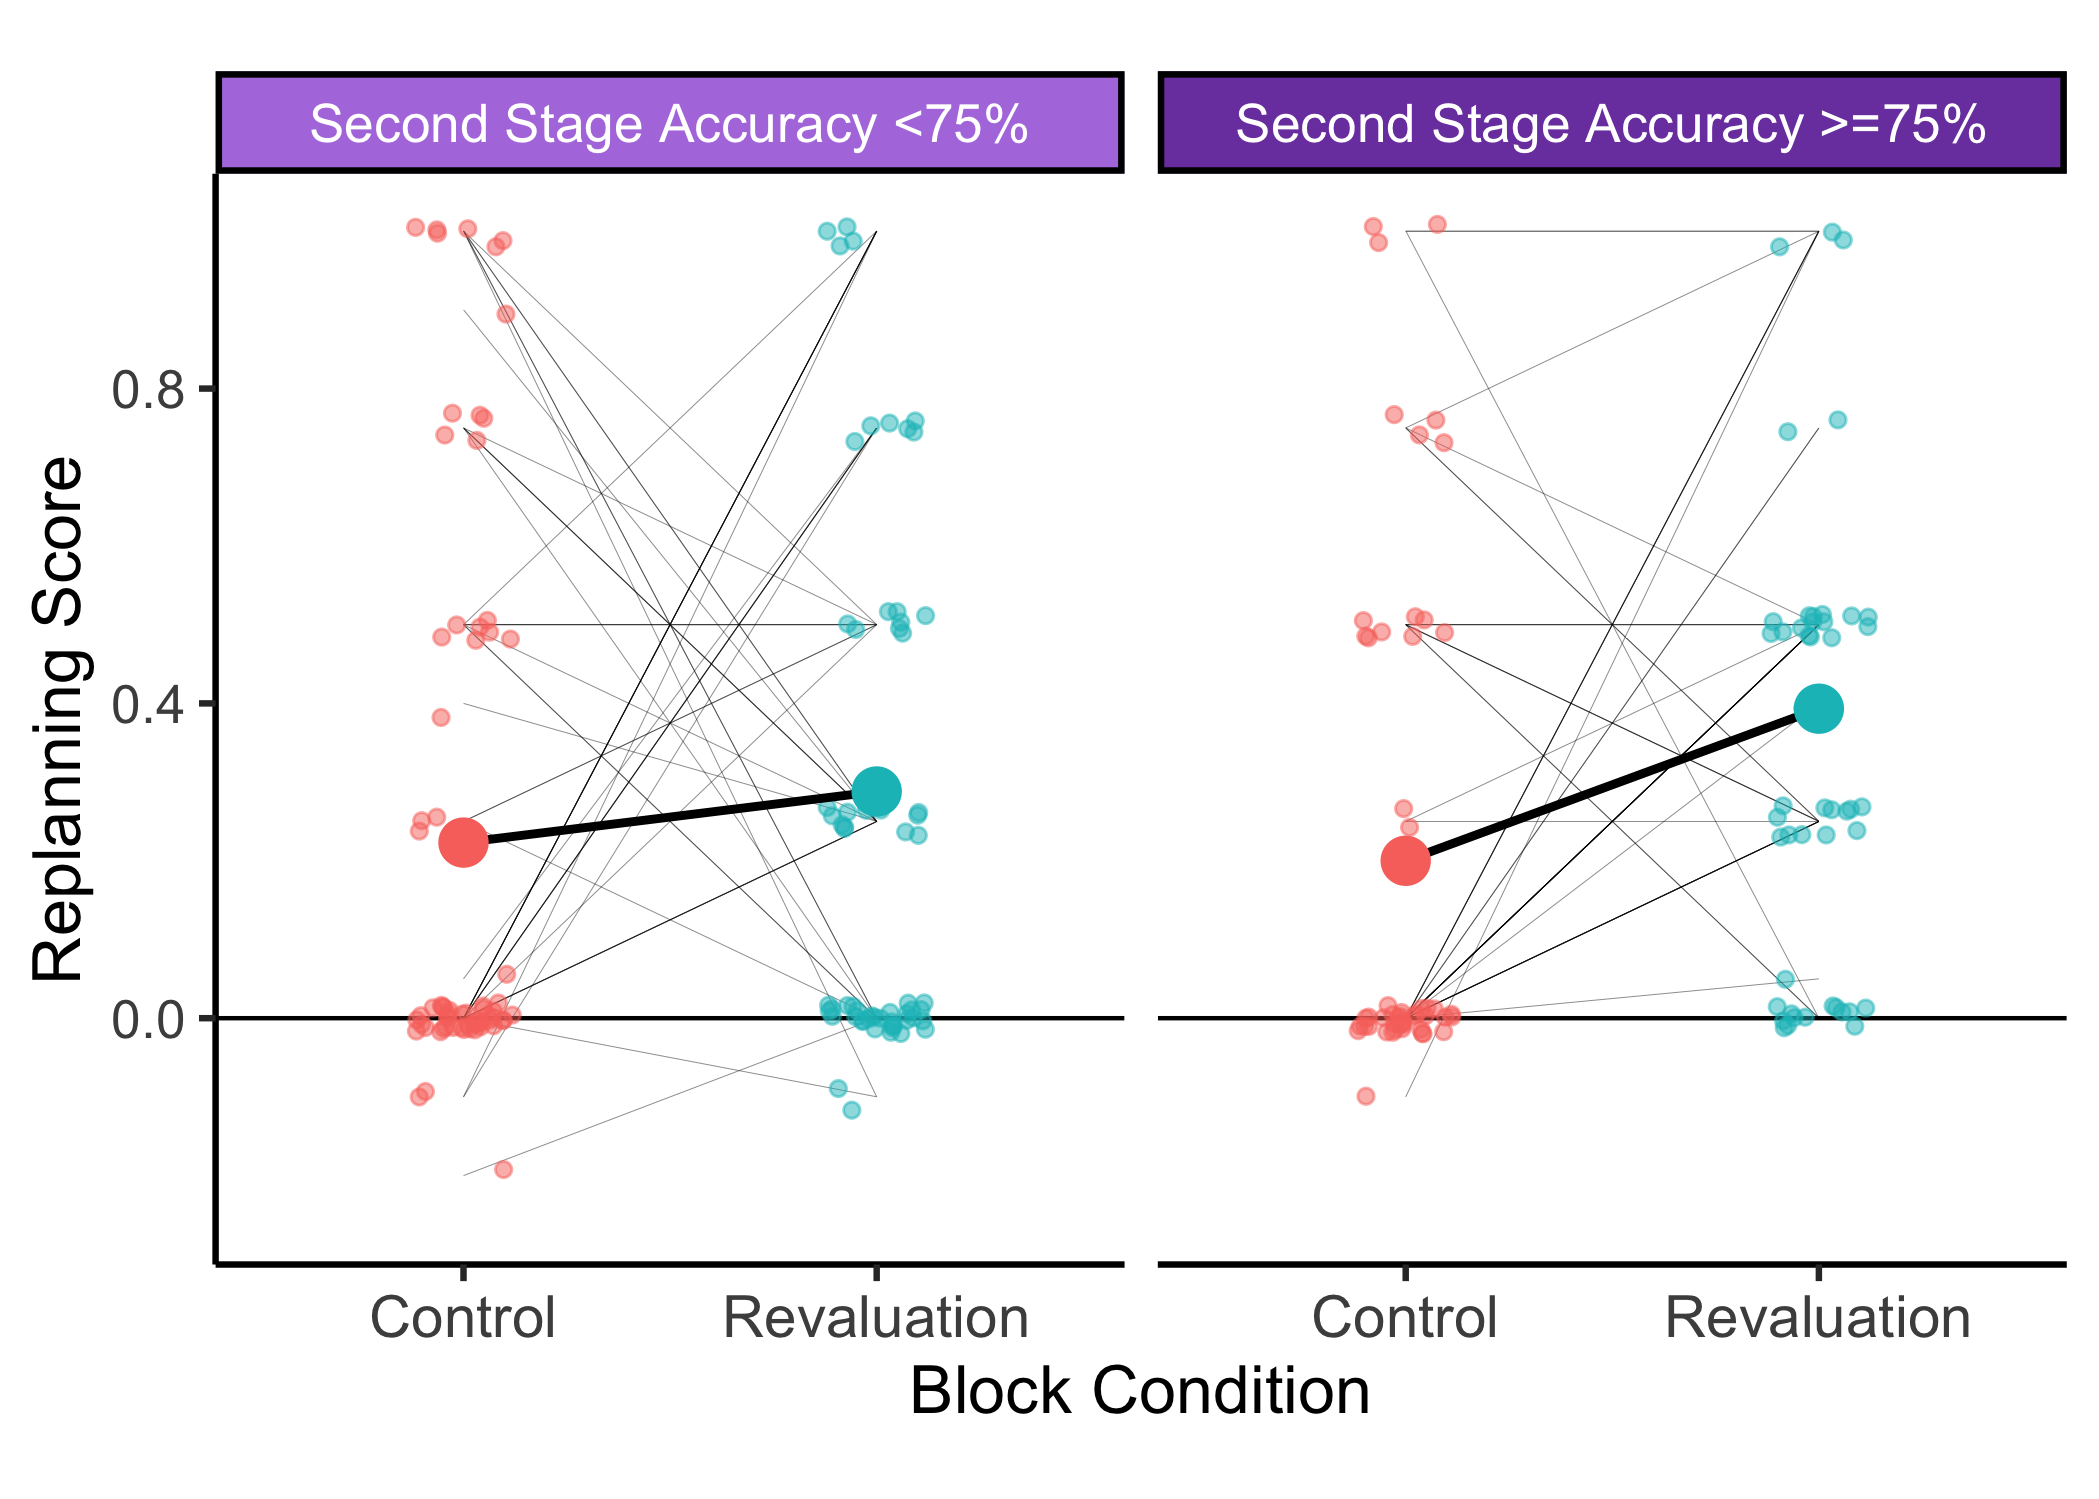 Second Stage Accuracy <75%
Second Stage Accuracy >=75%
Replanning Score
0.8
0.4
0.0
Control
Revaluation
Control
Revaluation
Block Condition